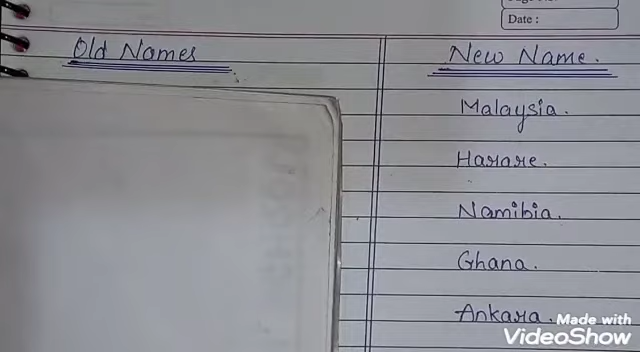 Date :
Old Names
New Name.
Malaysia.
Harare.
Namibia.
Ghana.
Ankara.
Made with
VideoShow